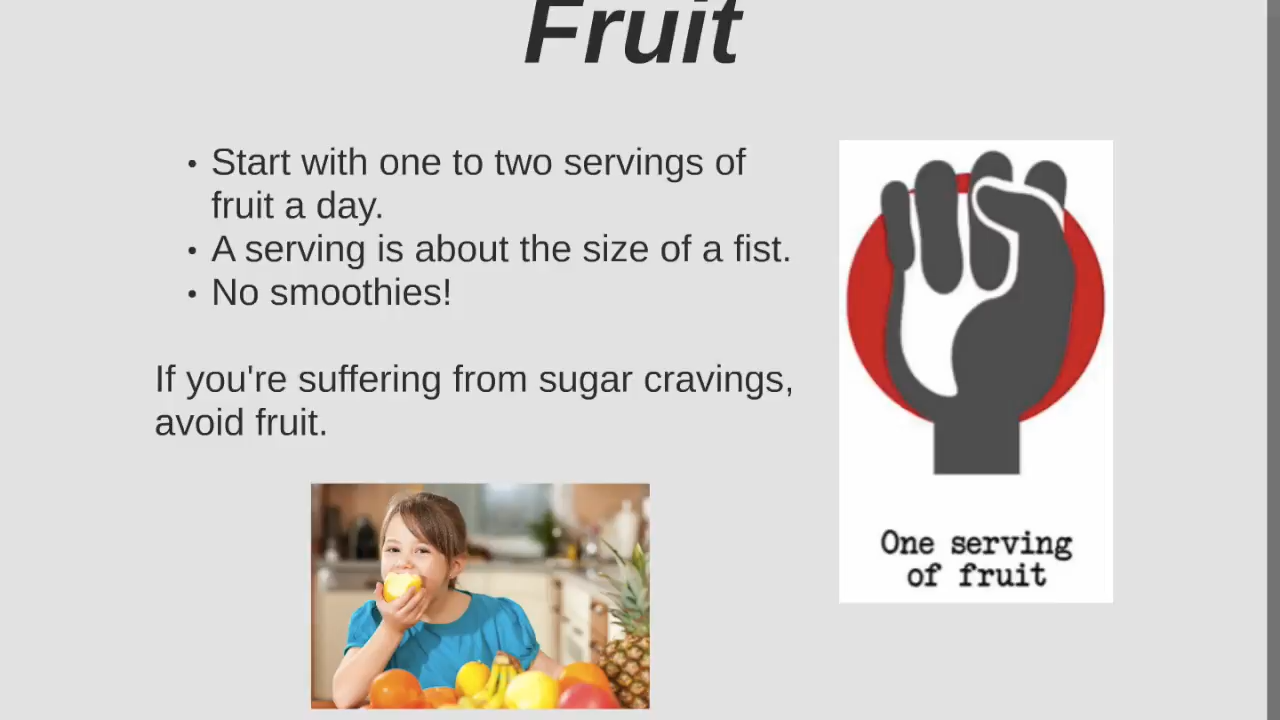 Fruit
• Start with one to two servings of
fruit a day.
• A serving is about the size of a fist.
• No smoothies!
If you're suffering from sugar cravings,
avoid fruit.
One serving
of fruit